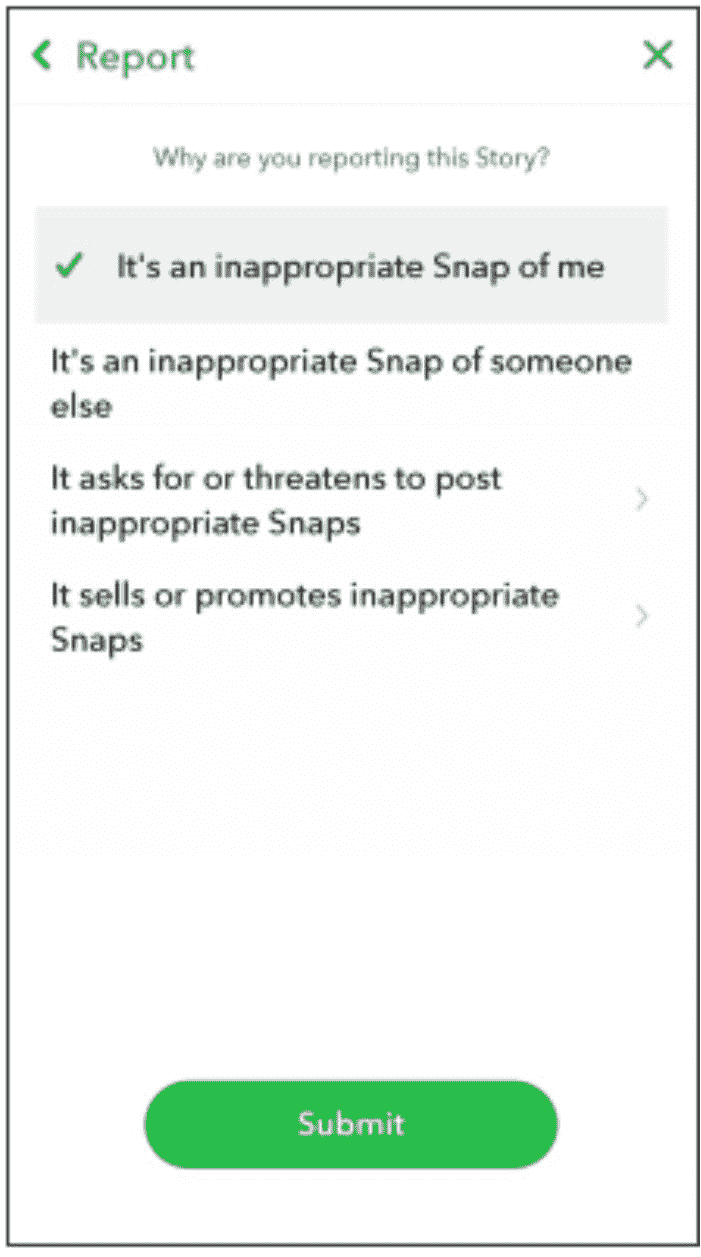 Report
Why are you reporting this Story?
It's an inappropriate Snap of me
It's an inappropriate Snap of someone
else
It asks for or threatens to post
inappropriate Snaps
It sells or promotes inappropriate
Snaps
Submit